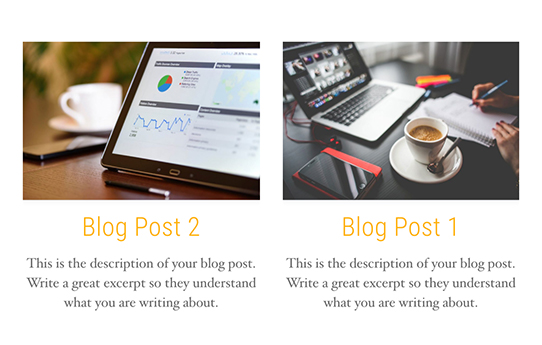 Blog Post 2
This is the description of your blog post.
Write a great excerpt so they understand
what you are writing about.
Blog Post 1
This is the description of your blog post.
Write a great excerpt so they understand
what you are writing about.